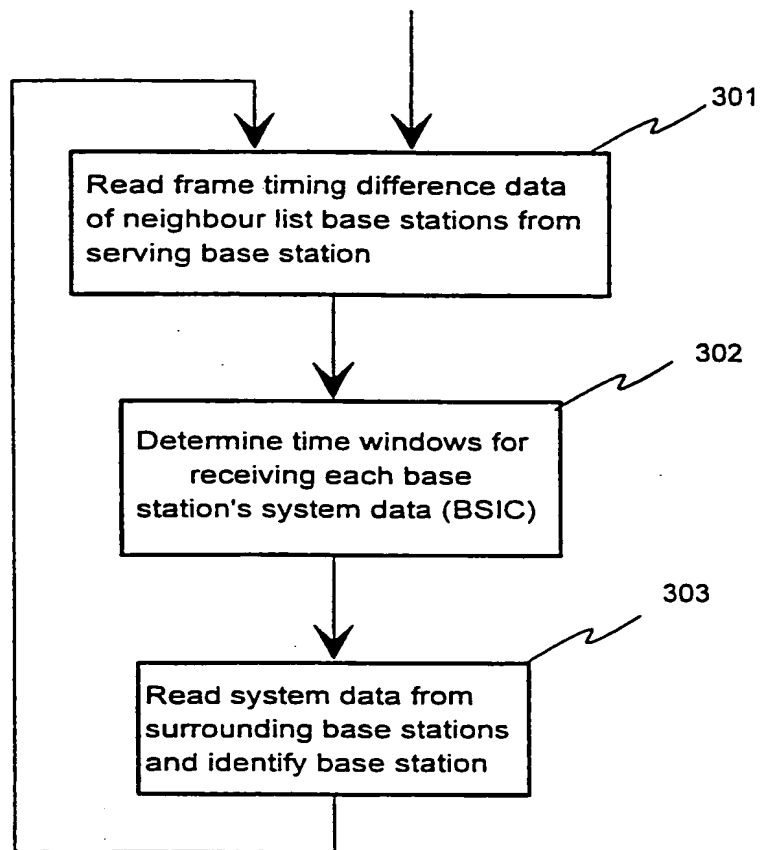 301
Read frame timing difference data
of neighbour list base stations from
serving base station
302
Determine time windows for
receiving each base
station's system data (BSIC)
303
Read system data from
surrounding base stations
and identify base station